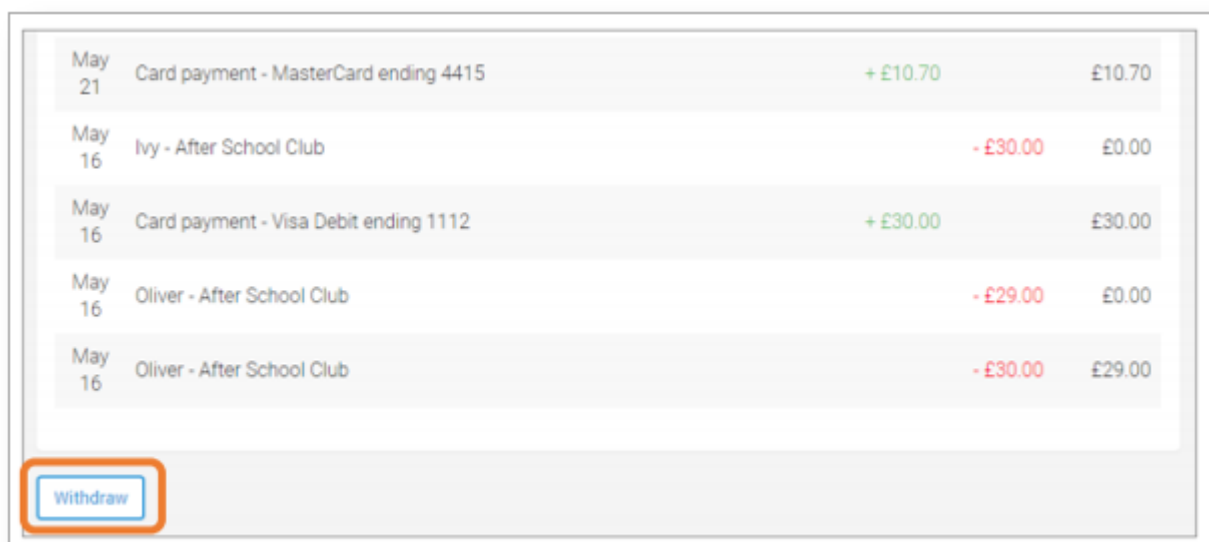 May 21 Card payment - MasterCard ending 4415 + £10.70 £10.70
May 16 Ivy - After School Club - £30.00 £0.00
May 16 Card payment - Visa Debit ending 1112 + £30.00 £30.00
May 16 Oliver - After School Club - £29.00 £0.00
May 16 Oliver - After School Club - £30.00 £29.00
Withdraw